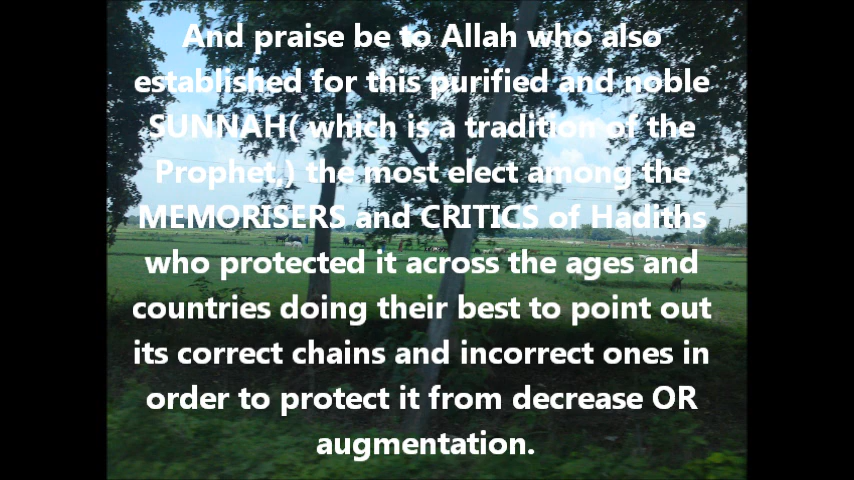 And praise be to Allah who also
established for this purified and noble
SUNNAH( which is a tradition of the
Prophet,) the most elect among the
MEMORISERS and CRITICS of Hadiths
who protected it across the ages and
countries doing their best to point out
its correct chains and incorrect ones in
order to protect it from decrease OR
augmentation.